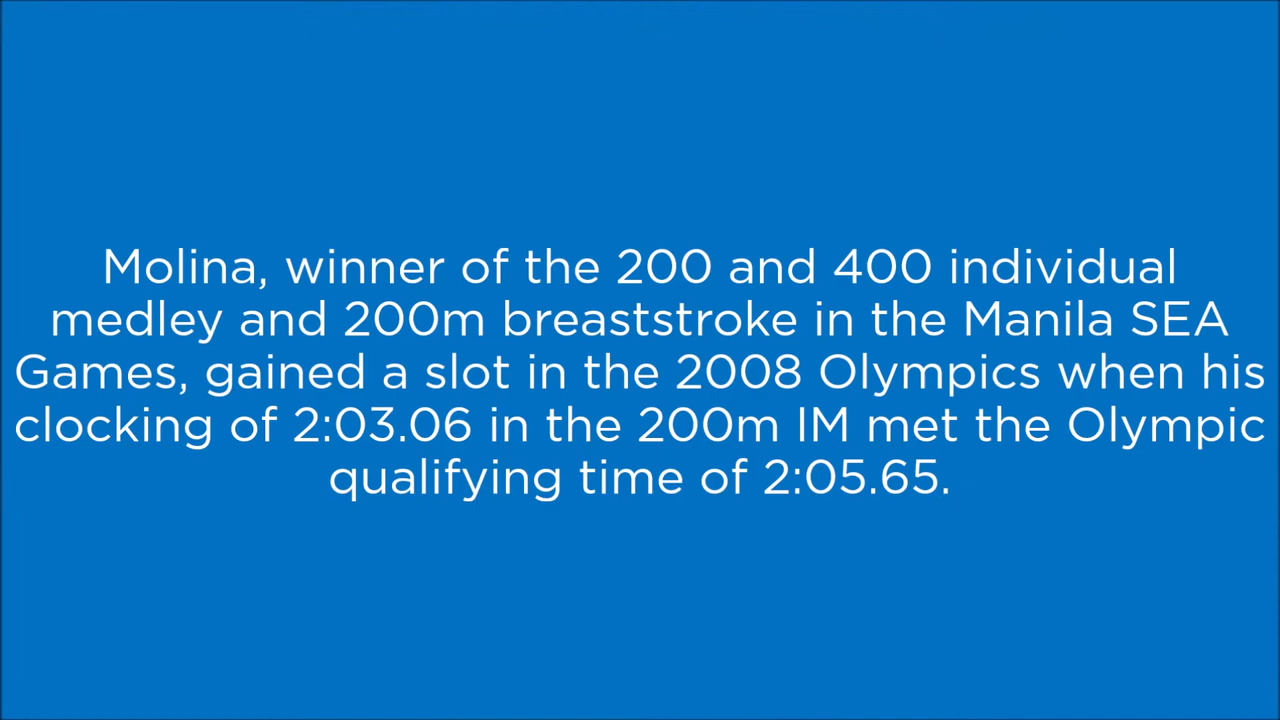 Molina, winner of the 200 and 400 individual
medley and 200m breaststroke in the Manila SEA
Games, gained a slot in the 2008 Olympics when his
clocking of 2:03.06 in the 200m IM met the Olympic
qualifying time of 2:05.65.